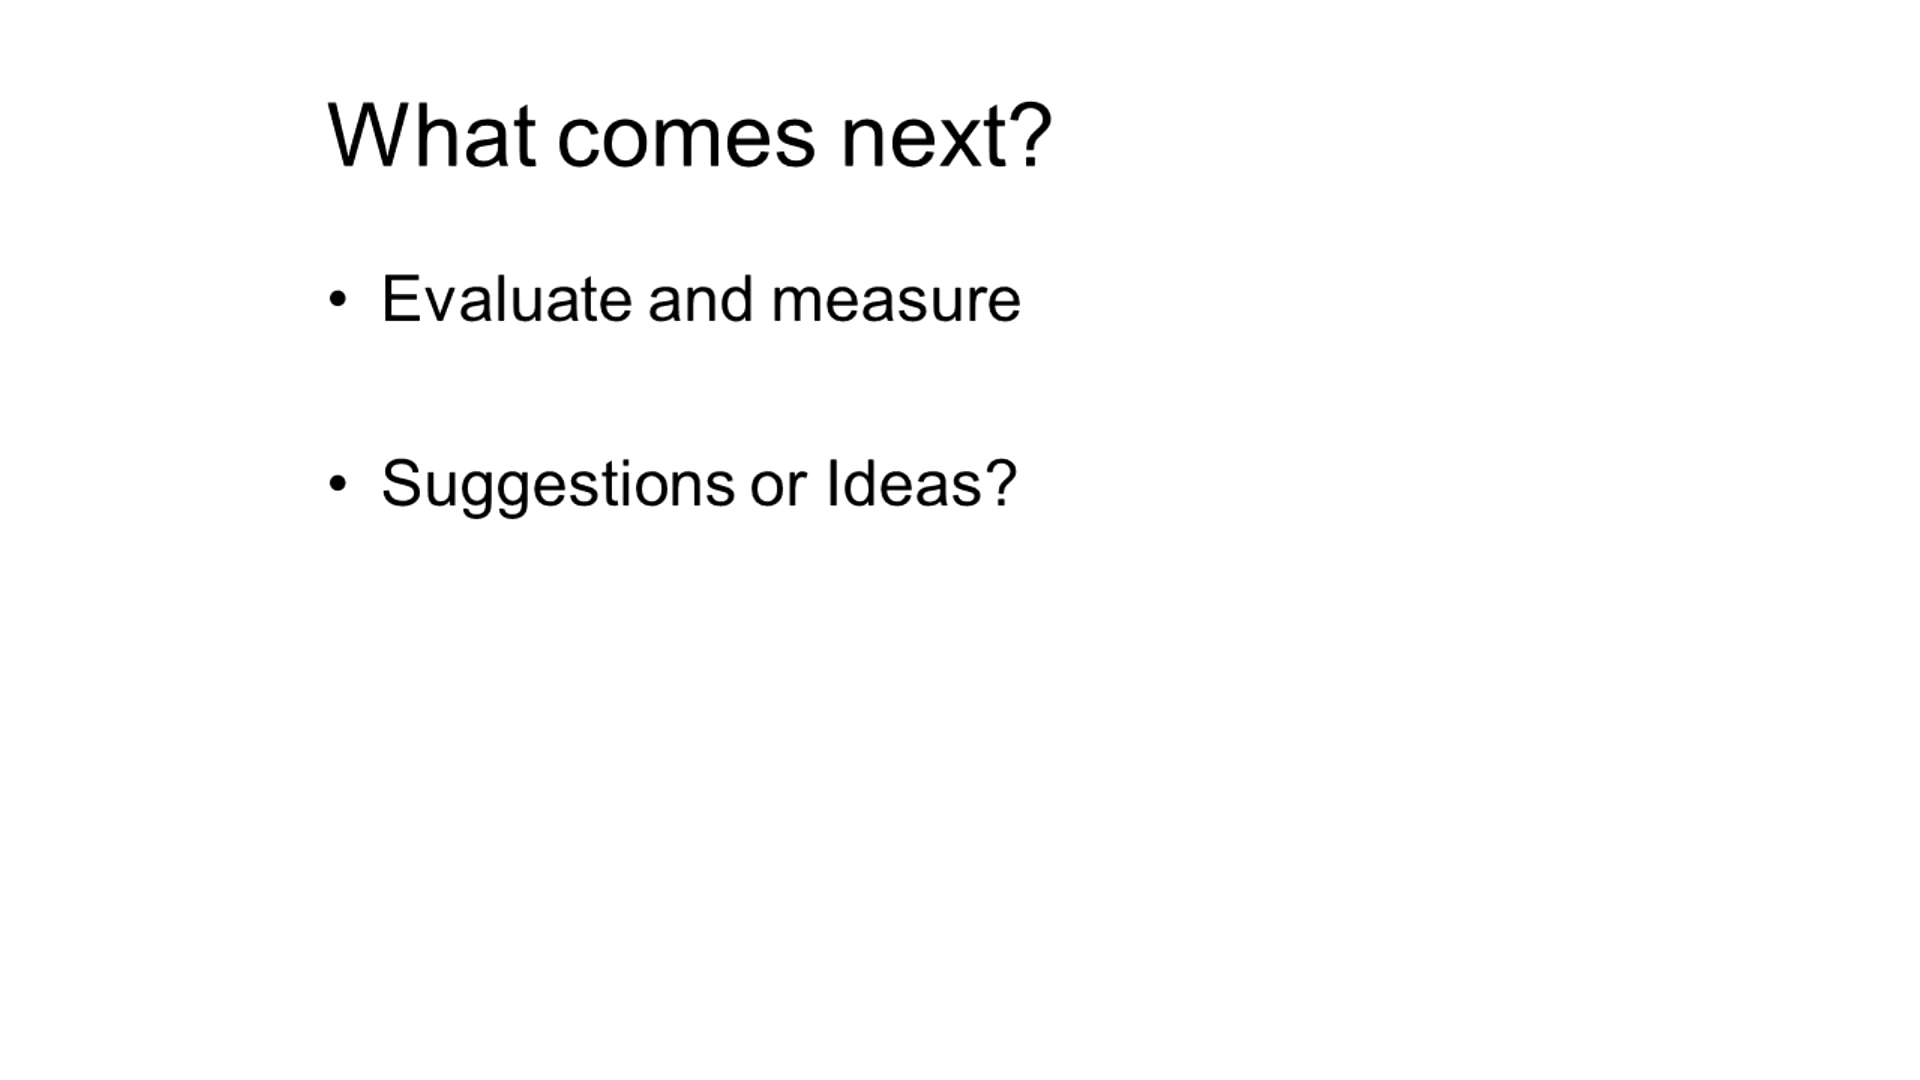 What comes next?
• Evaluate and measure
• Suggestions or Ideas?